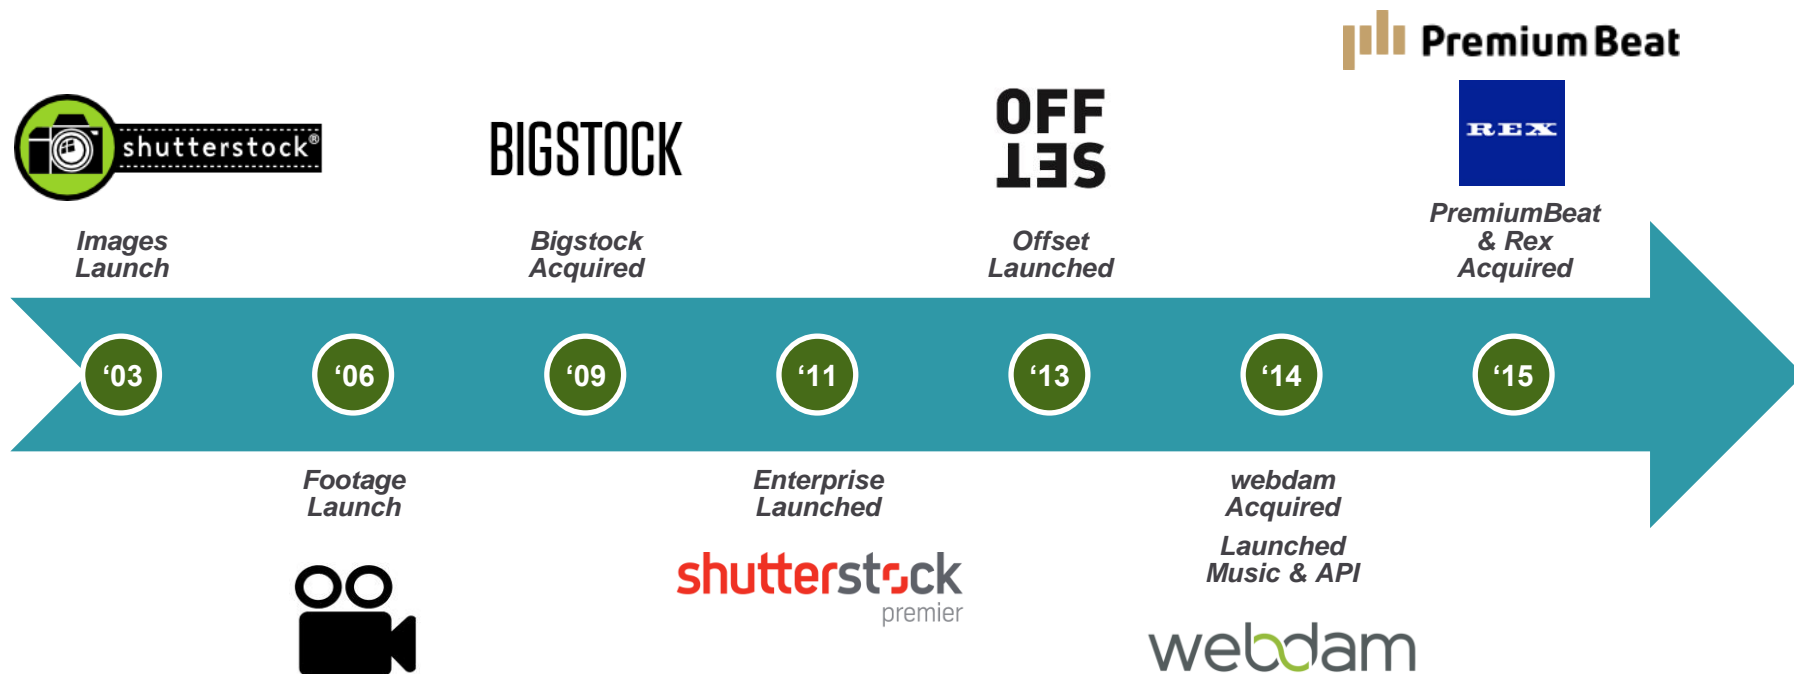 PremiumBeat
shutterstock®
BIGSTOCK
OFF
SET
REX
Images
Launch
Bigstock
Acquired
Offset
Launched
PremiumBeat
& Rex
Acquired
‘03
‘06
‘09
‘11
‘13
‘14
‘15
Footage
Launch
Enterprise
Launched
webdam
Acquired
Launched
Music & API
shutterstock
premier
webdam